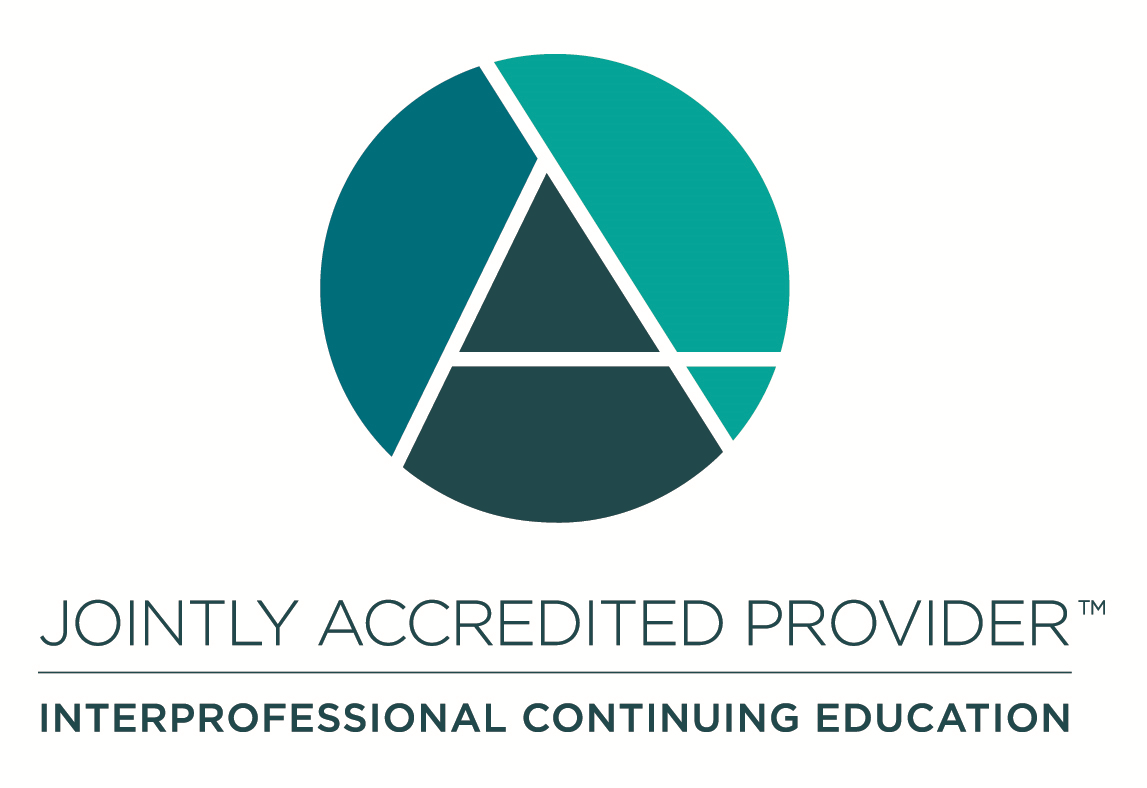 JOINTLY ACCREDITED PROVIDER™
INTERPROFESSIONAL CONTINUING EDUCATION